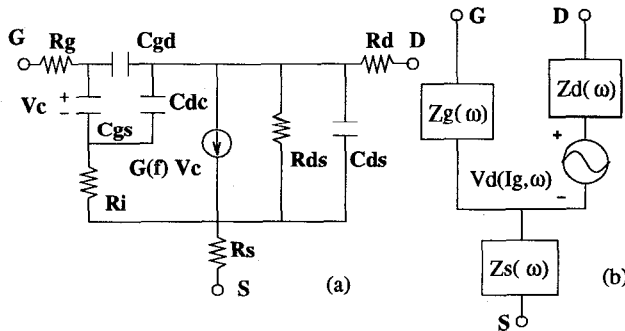 G Rg Cgd Rd D
Vc + - Cdc
Cgs
G(f) Vc Rds Cds
Ri
Rs
S (a)
G D
Zg(ω) Zd(ω)
+
Vd(Ig,ω)
-
Zs(ω)
S (b)